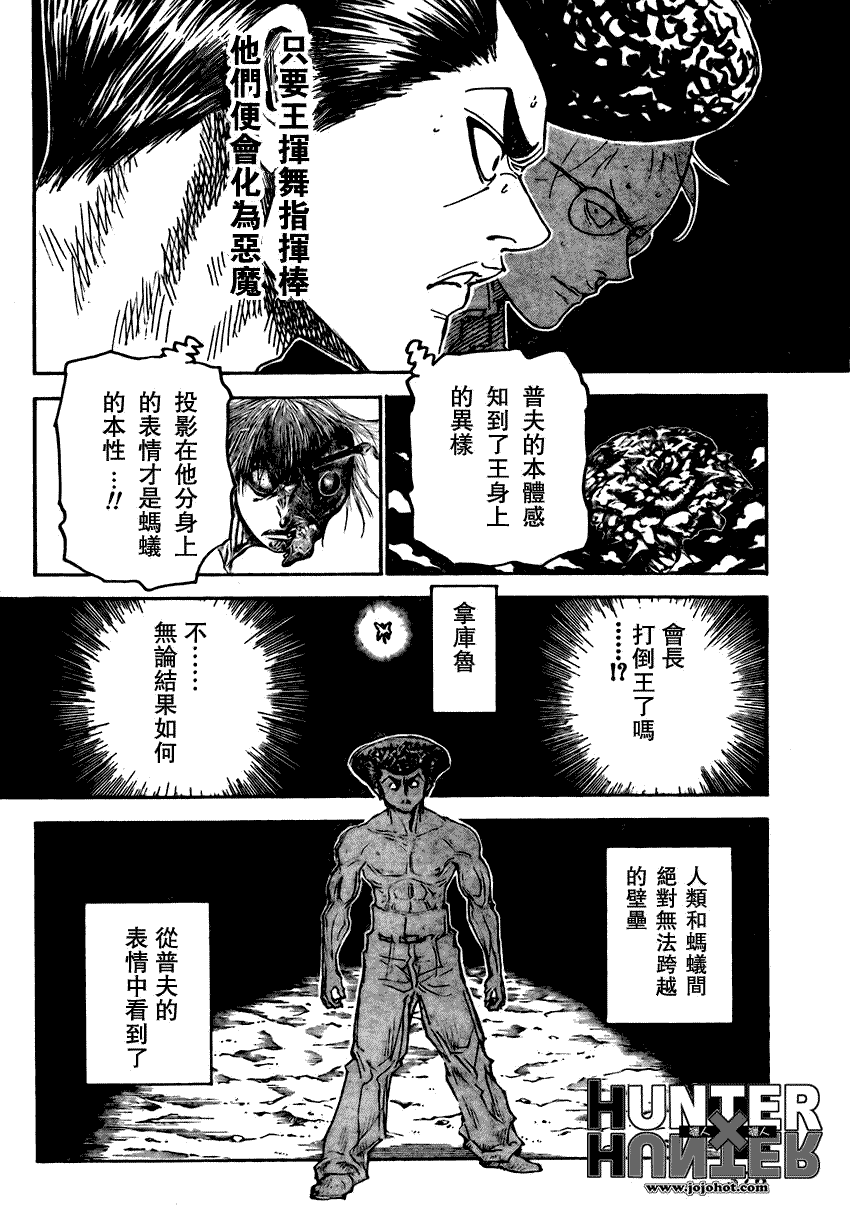 只要王揮舞指揮棒
他們便會化為惡魔
普夫的本體感
知到了王身上
的異樣
投影在他分身上
的表情才是螞蟻
的本性…!!
會長
打倒王了嗎
……!?
拿庫魯
不……
無論結果如何
人類和螞蟻間
絕對無法跨越
的壁壘
從普夫的
表情中看到了
HUNTER
獵人×獵人
HUNTER
www.jojohot.com